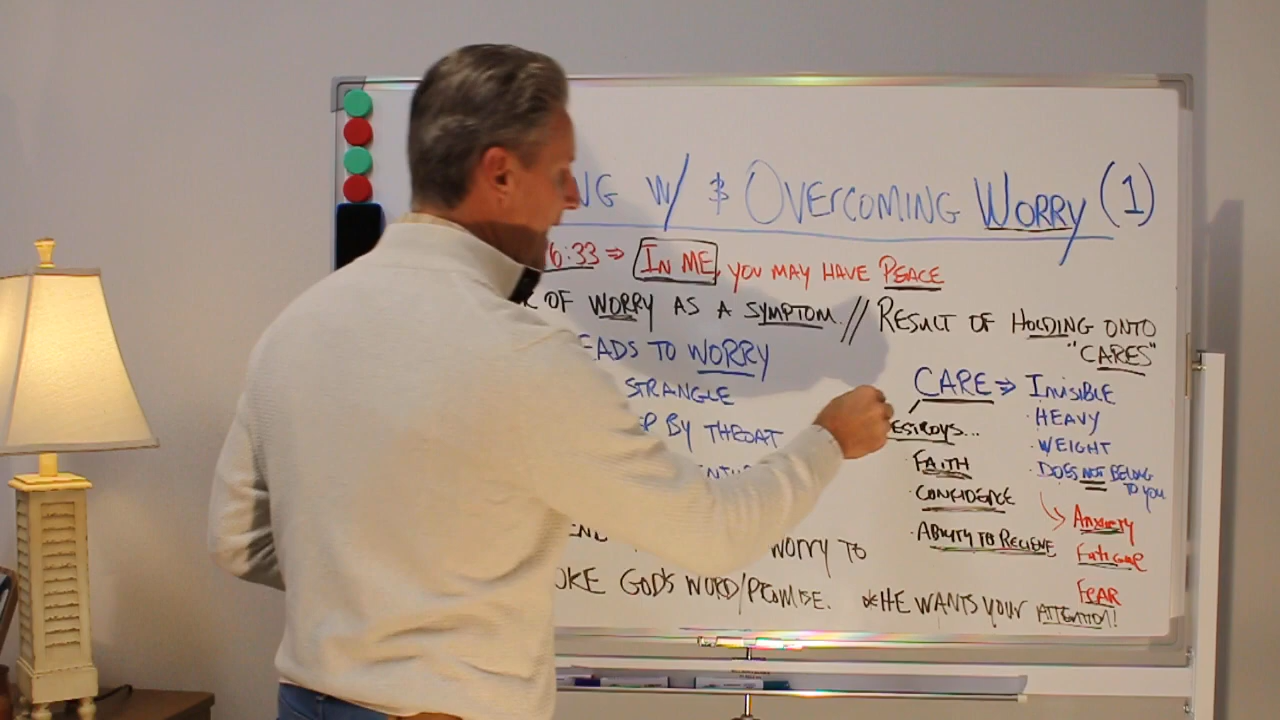 NG W/ & OVERCOMING WORRY (1)
6:33 ⇒ IN ME, YOU MAY HAVE PEACE
OF WORRY AS A SYMPTOM. // RESULT OF HOLDING ONTO
"CARES"
EADS TO WORRY
STRANGLE
BY THROAT
CARE ⇒ INVISIBLE
· HEAVY
· WEIGHT
· DOES NOT BELONG
TO YOU
ESTROYS...
· FAITH
· CONFIDENCE
· ABILITY TO RECIEVE
Anxiety
Fatigue
FEAR
END WORRY TO
OKE GOD'S WORD/PROMISE. *HE WANTS YOUR ATTENTION!